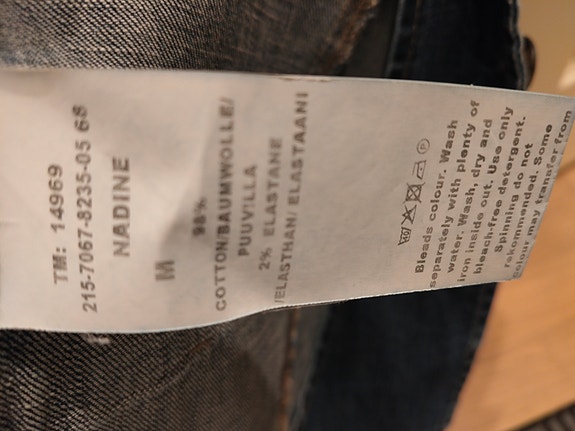 TM: 14969
215-7067-8235-05 68
NADINE
M
98%
COTTON/BAUMWOLLE/
PUUVILLA
2% ELASTANE
/ELASTHAN/ELASTAANI
Bleads colour. Wash
separately with plenty of
water. Wash, dry and
iron inside out. Use only
bleach-free detergent.
Spinning do not
rekommended. Some
colour may transfer from